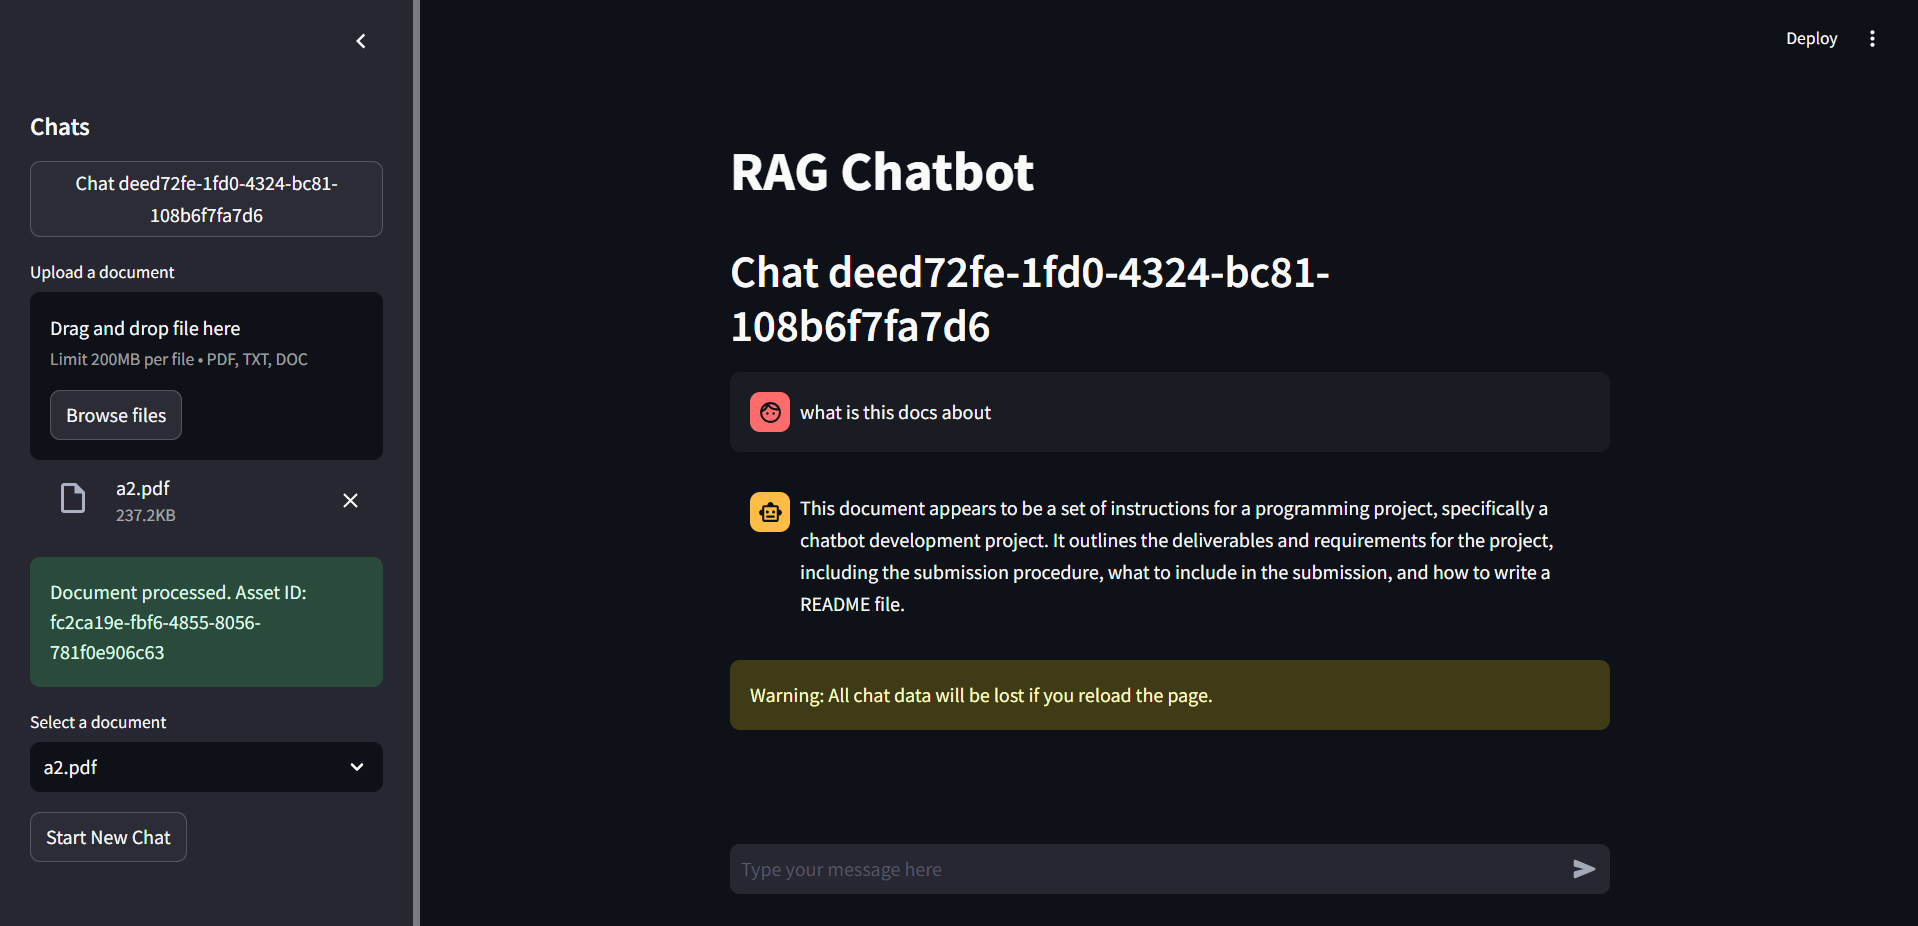 Deploy
Chats
Chat deed72fe-1fd0-4324-bc81-
108b6f7fa7d6
Upload a document
Drag and drop file here
Limit 200MB per file • PDF, TXT, DOC
Browse files
a2.pdf
237.2KB
Document processed. Asset ID:
fc2ca19e-fbf6-4855-8056-
781f0e906c63
Select a document
a2.pdf
Start New Chat
RAG Chatbot
Chat deed72fe-1fd0-4324-bc81-
108b6f7fa7d6
what is this docs about
This document appears to be a set of instructions for a programming project, specifically a
chatbot development project. It outlines the deliverables and requirements for the project,
including the submission procedure, what to include in the submission, and how to write a
README file.
Warning: All chat data will be lost if you reload the page.
Type your message here